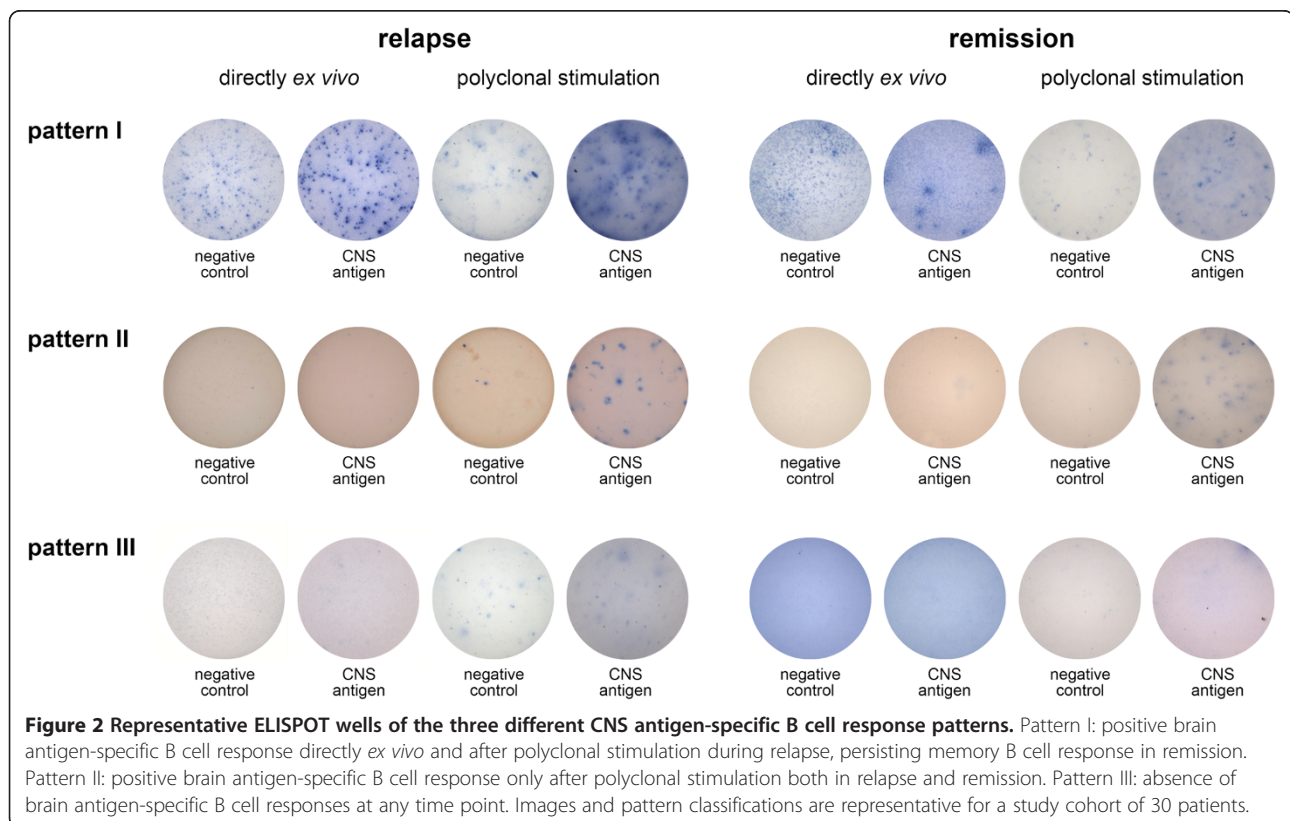 relapse remission
directly ex vivo polyclonal stimulation directly ex vivo polyclonal stimulation
pattern I
negative control CNS antigen negative control CNS antigen negative control CNS antigen negative control CNS antigen
pattern II
negative control CNS antigen negative control CNS antigen negative control CNS antigen negative control CNS antigen
pattern III
negative control CNS antigen negative control CNS antigen negative control CNS antigen negative control CNS antigen
Figure 2 Representative ELISPOT wells of the three different CNS antigen-specific B cell response patterns. Pattern I: positive brain
antigen-specific B cell response directly ex vivo and after polyclonal stimulation during relapse, persisting memory B cell response in remission.
Pattern II: positive brain antigen-specific B cell response only after polyclonal stimulation both in relapse and remission. Pattern III: absence of
brain antigen-specific B cell responses at any time point. Images and pattern classifications are representative for a study cohort of 30 patients.